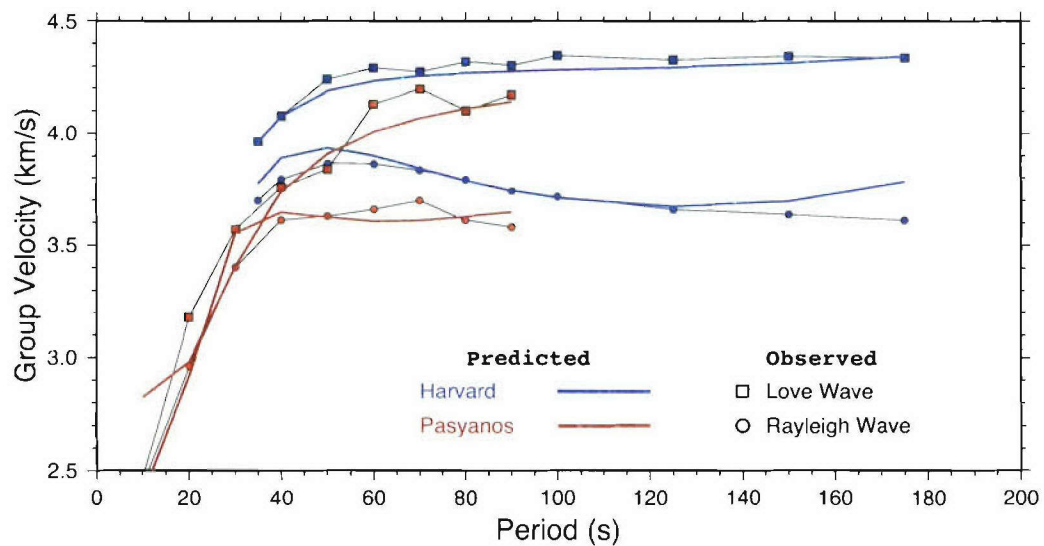 4.5
4.0
3.5
3.0
2.5
Group Velocity (km/s)
Predicted Observed
Harvard Love Wave
Pasyanos Rayleigh Wave
0 20 40 60 80 100 120 140 160 180 200
Period (s)